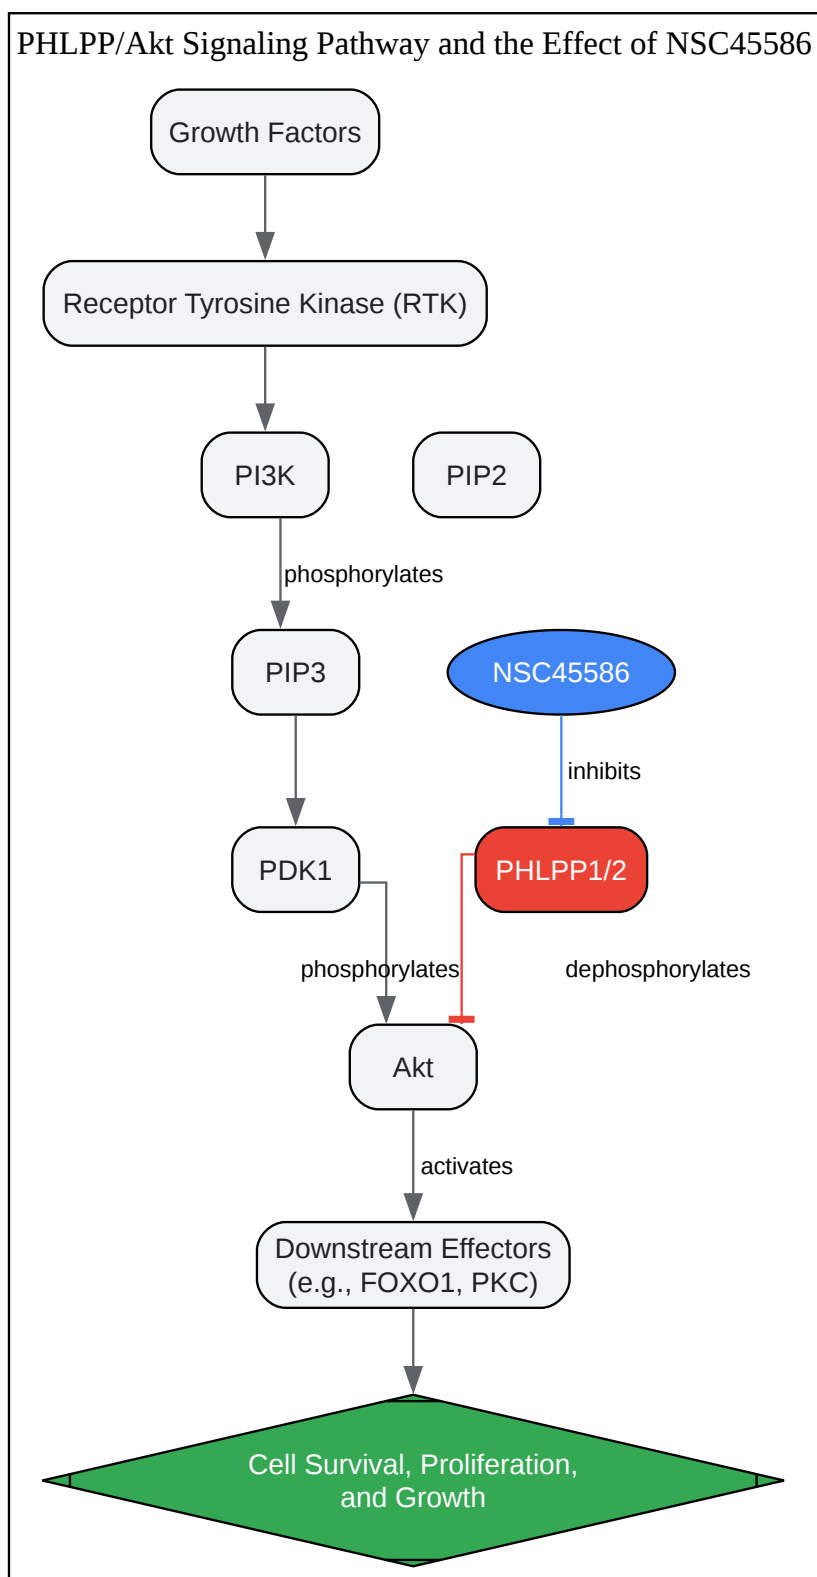 PHLPP/Akt Signaling Pathway and the Effect of NSC45586
Growth Factors
Receptor Tyrosine Kinase (RTK)
PI3K
PIP2
phosphorylates
PIP3
NSC45586
inhibits
PDK1
PHLPP1/2
phosphorylates
dephosphorylates
Akt
activates
Downstream Effectors
(e.g., FOXO1, PKC)
Cell Survival, Proliferation,
and Growth